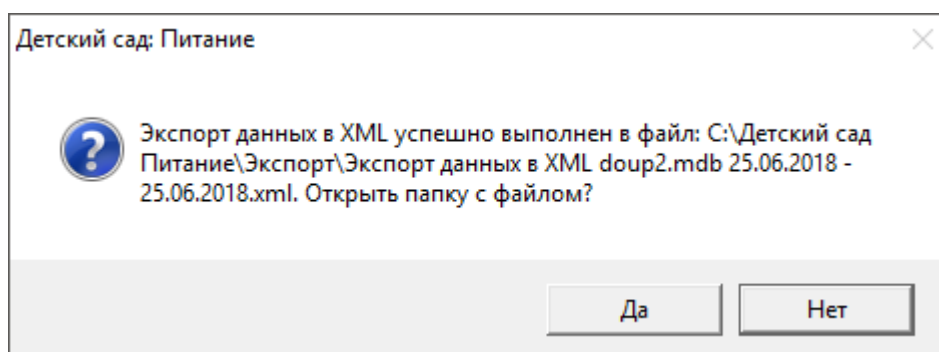 Детский сад: Питание
Экспорт данных в XML успешно выполнен в файл: C:\Детский сад
Питание\Экспорт\Экспорт данных в XML doup2.mdb 25.06.2018 -
25.06.2018.xml. Открыть папку с файлом?
Да
Нет